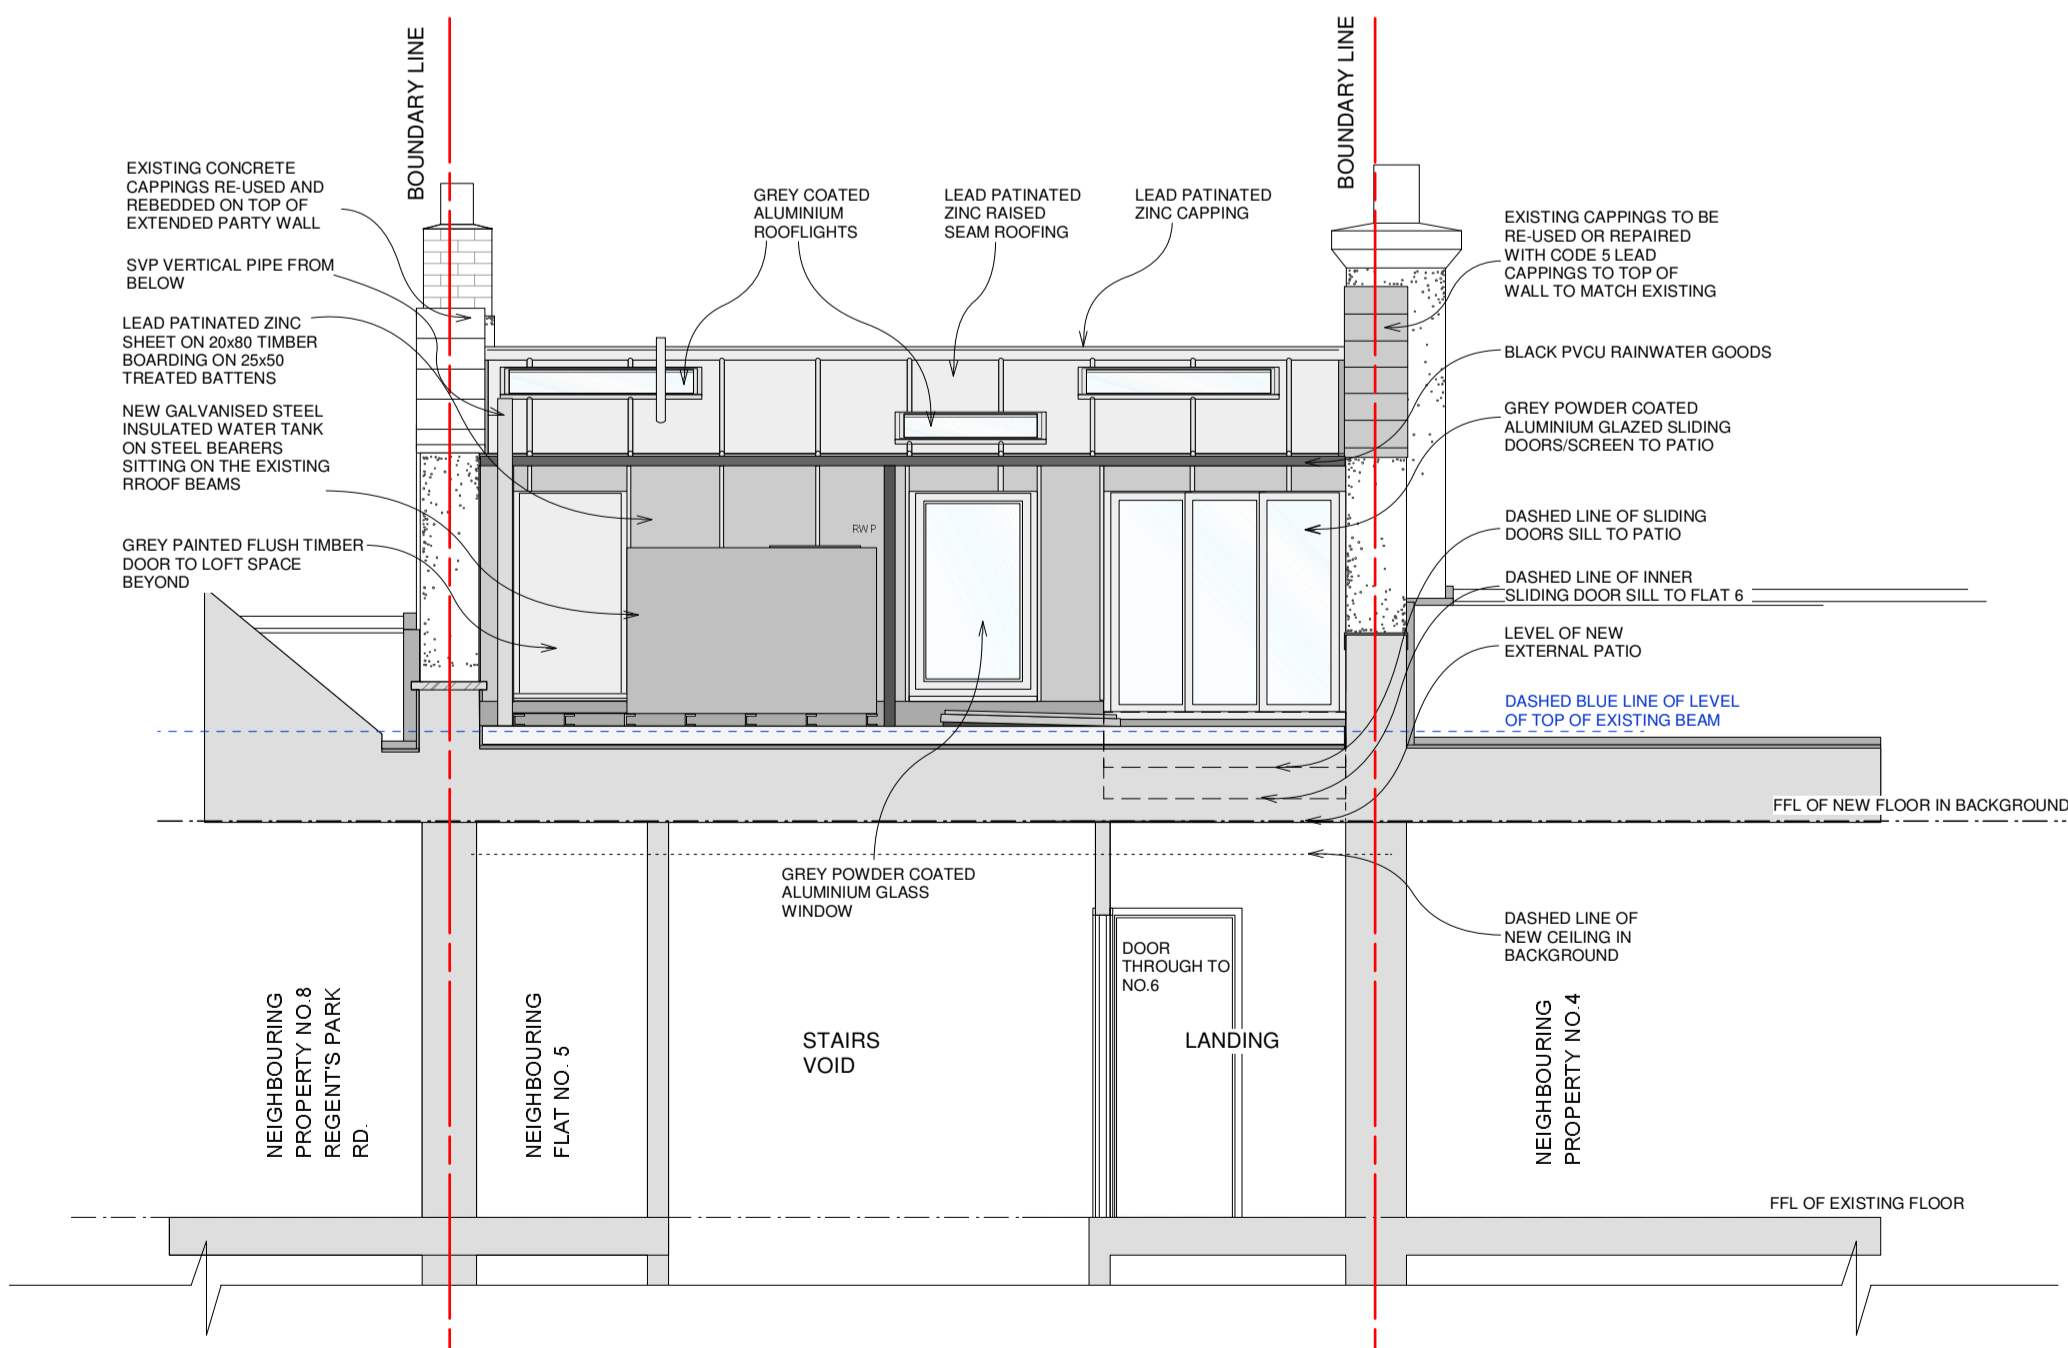 BOUNDARY LINE
BOUNDARY LINE
EXISTING CONCRETE
CAPPINGS RE-USED AND
REBEDDED ON TOP OF
EXTENDED PARTY WALL
SVP VERTICAL PIPE FROM
BELOW
LEAD PATINATED ZINC
SHEET ON 20x80 TIMBER
BOARDING ON 25x50
TREATED BATTENS
NEW GALVANISED STEEL
INSULATED WATER TANK
ON STEEL BEARERS
SITTING ON THE EXISTING
RROOF BEAMS
GREY PAINTED FLUSH TIMBER
DOOR TO LOFT SPACE
BEYOND
GREY COATED
ALUMINIUM
ROOFLIGHTS
LEAD PATINATED
ZINC RAISED
SEAM ROOFING
LEAD PATINATED
ZINC CAPPING
EXISTING CAPPINGS TO BE
RE-USED OR REPAIRED
WITH CODE 5 LEAD
CAPPINGS TO TOP OF
WALL TO MATCH EXISTING
BLACK PVCU RAINWATER GOODS
GREY POWDER COATED
ALUMINIUM GLAZED SLIDING
DOORS/SCREEN TO PATIO
DASHED LINE OF SLIDING
DOORS SILL TO PATIO
DASHED LINE OF INNER
SLIDING DOOR SILL TO FLAT 6
LEVEL OF NEW
EXTERNAL PATIO
DASHED BLUE LINE OF LEVEL
OF TOP OF EXISTING BEAM
RWP
FFL OF NEW FLOOR IN BACKGROUND
GREY POWDER COATED
ALUMINIUM GLASS
WINDOW
DASHED LINE OF
NEW CEILING IN
BACKGROUND
DOOR
THROUGH TO
NO.6
NEIGHBOURING
PROPERTY NO.8
REGENT'S PARK
RD.
NEIGHBOURING
FLAT NO. 5
STAIRS
VOID
LANDING
NEIGHBOURING
PROPERTY NO.4
FFL OF EXISTING FLOOR